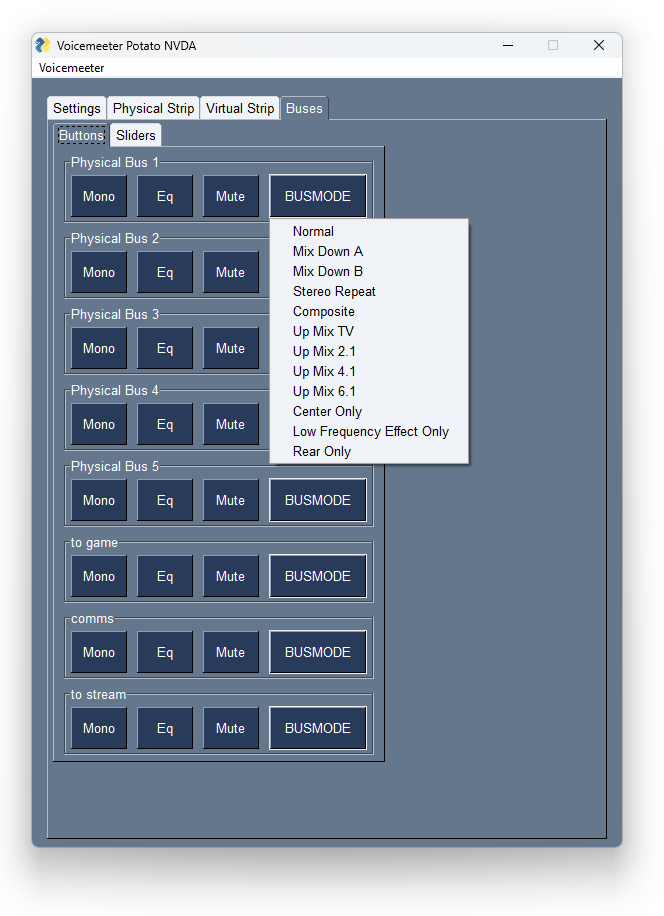 Voicemeeter Potato NVDA
Voicemeeter
Settings Physical Strip Virtual Strip Buses
Buttons Sliders
Physical Bus 1
Mono Eq Mute BUSMODE
Normal
Mix Down A
Mix Down B
Stereo Repeat
Composite
Up Mix TV
Up Mix 2.1
Up Mix 4.1
Up Mix 6.1
Center Only
Low Frequency Effect Only
Rear Only
Physical Bus 2
Mono Eq Mute
Physical Bus 3
Mono Eq Mute
Physical Bus 4
Mono Eq Mute
Physical Bus 5
Mono Eq Mute BUSMODE
to game
Mono Eq Mute BUSMODE
comms
Mono Eq Mute BUSMODE
to stream
Mono Eq Mute BUSMODE